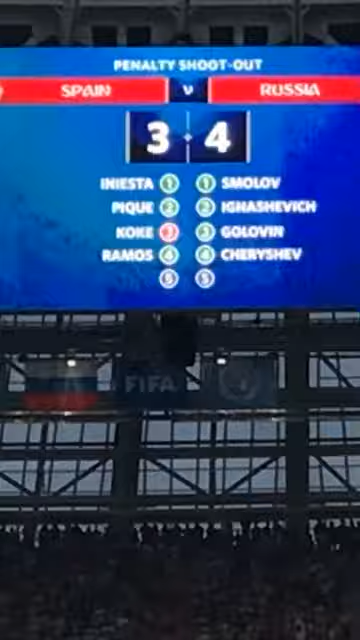 PENALTY SHOOT-OUT
SPAIN V RUSSIA
3 - 4
INIESTA 1 1 SMOLOV
PIQUE 2 2 IGNASHEVICH
KOKE 3 3 GOLOVIN
RAMOS 4 4 CHERYSHEV
5 5
FIFA